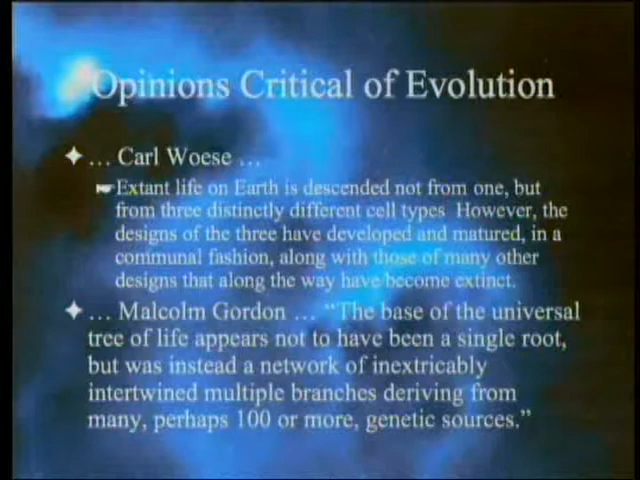 Opinions Critical of Evolution
… Carl Woese …
Extant life on Earth is descended not from one, but
from three distinctly different cell types However, the
designs of the three have developed and matured, in a
communal fashion, along with those of many other
designs that along the way have become extinct.
… Malcolm Gordon … “The base of the universal
tree of life appears not to have been a single root,
but was instead a network of inextricably
intertwined multiple branches deriving from
many, perhaps 100 or more, genetic sources.”